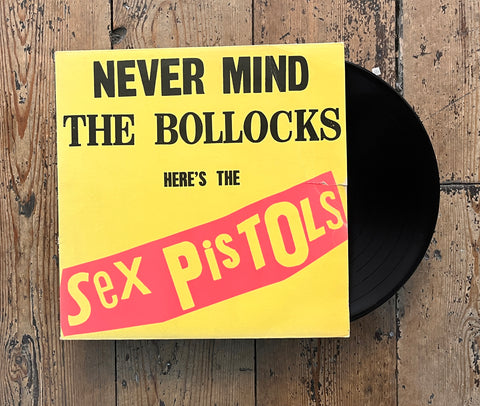 NEVER MIND
THE BOLLOCKS
HERE'S THE
Sex PisTOLs